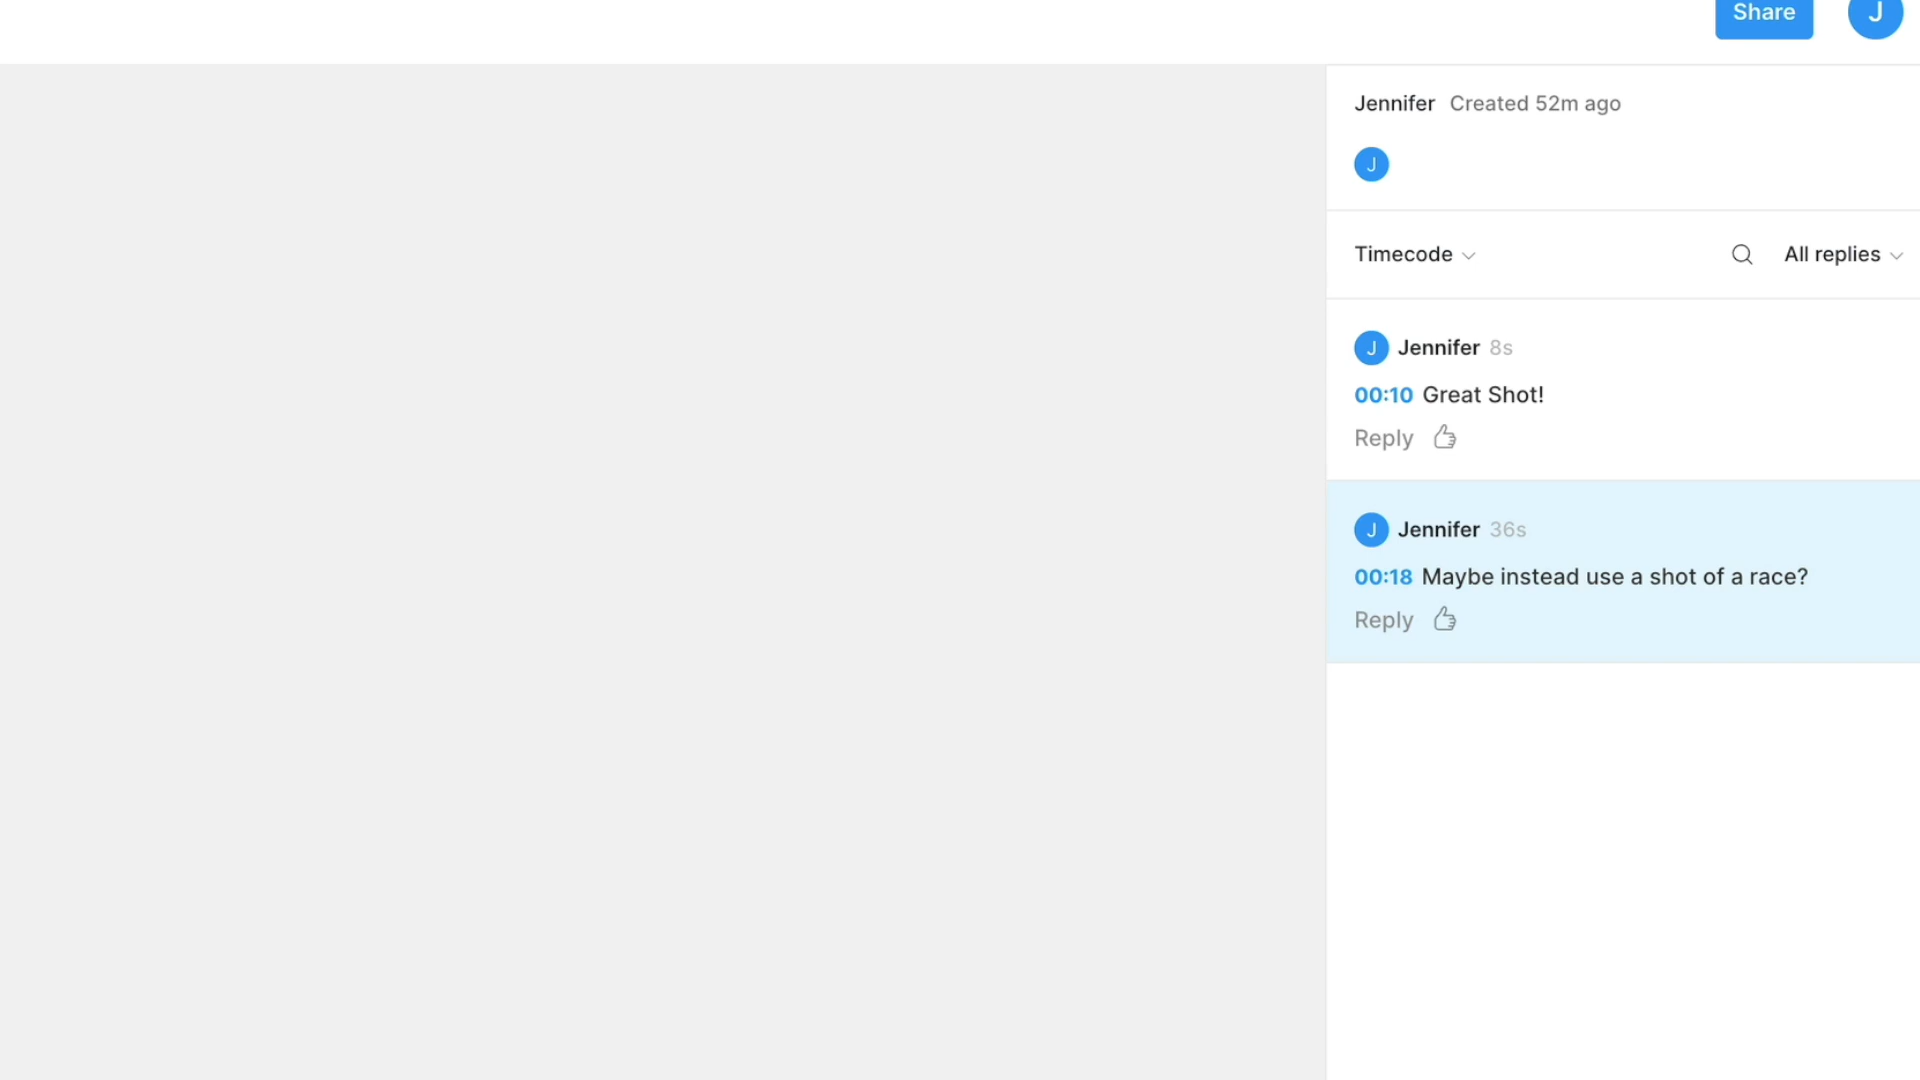 Share J
Jennifer Created 52m ago
J
Timecode All replies
J Jennifer 8s
00:10 Great Shot!
Reply
J Jennifer 36s
00:18 Maybe instead use a shot of a race?
Reply